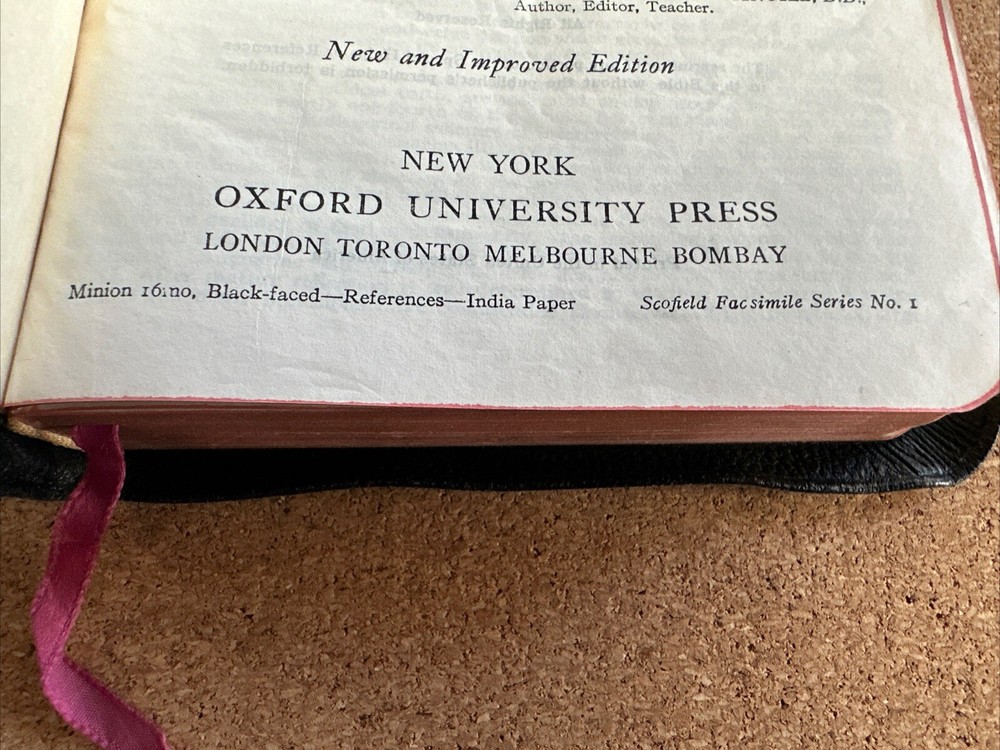 Author, Editor, Teacher.
New and Improved Edition
NEW YORK
OXFORD UNIVERSITY PRESS
LONDON TORONTO MELBOURNE BOMBAY
Minion 16mo, Black-faced—References—India Paper Scofield Facsimile Series No. 1